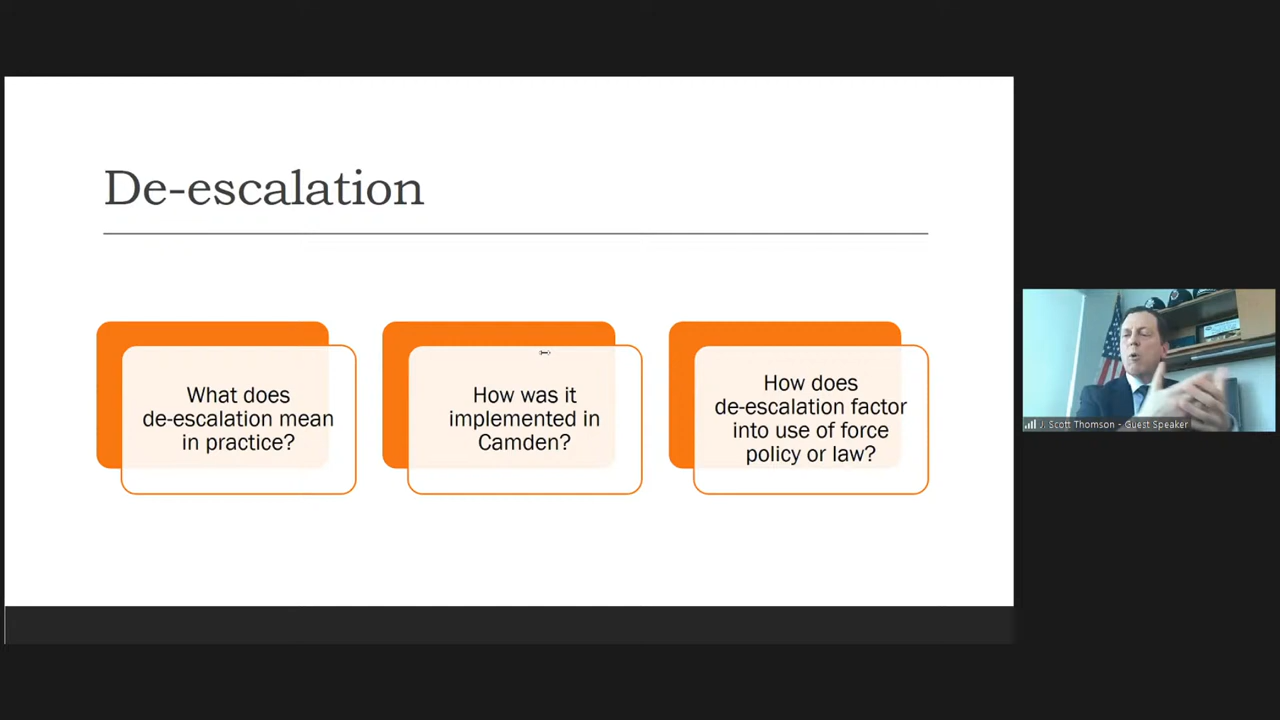 De-escalation
What does
de-escalation mean
in practice?
How was it
implemented in
Camden?
How does
de-escalation factor
into use of force
policy or law?
J. Scott Thomson - Guest Speaker